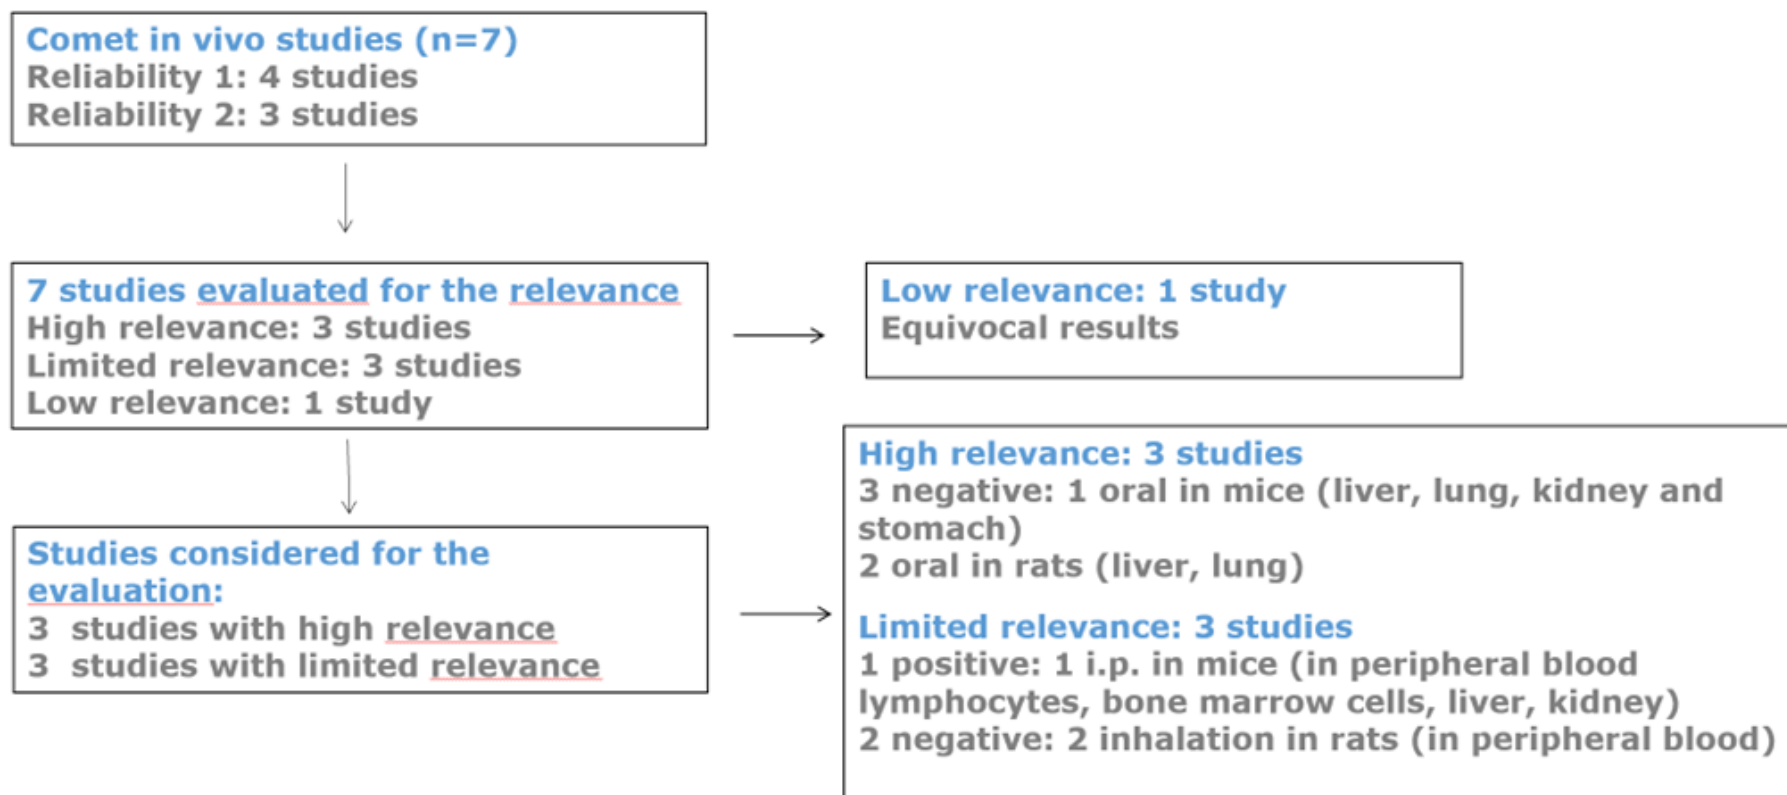 Comet in vivo studies (n=7)
Reliability 1: 4 studies
Reliability 2: 3 studies
7 studies evaluated for the relevance
High relevance: 3 studies
Limited relevance: 3 studies
Low relevance: 1 study
Low relevance: 1 study
Equivocal results
Studies considered for the
evaluation:
3 studies with high relevance
3 studies with limited relevance
High relevance: 3 studies
3 negative: 1 oral in mice (liver, lung, kidney and
stomach)
2 oral in rats (liver, lung)
Limited relevance: 3 studies
1 positive: 1 i.p. in mice (in peripheral blood
lymphocytes, bone marrow cells, liver, kidney)
2 negative: 2 inhalation in rats (in peripheral blood)